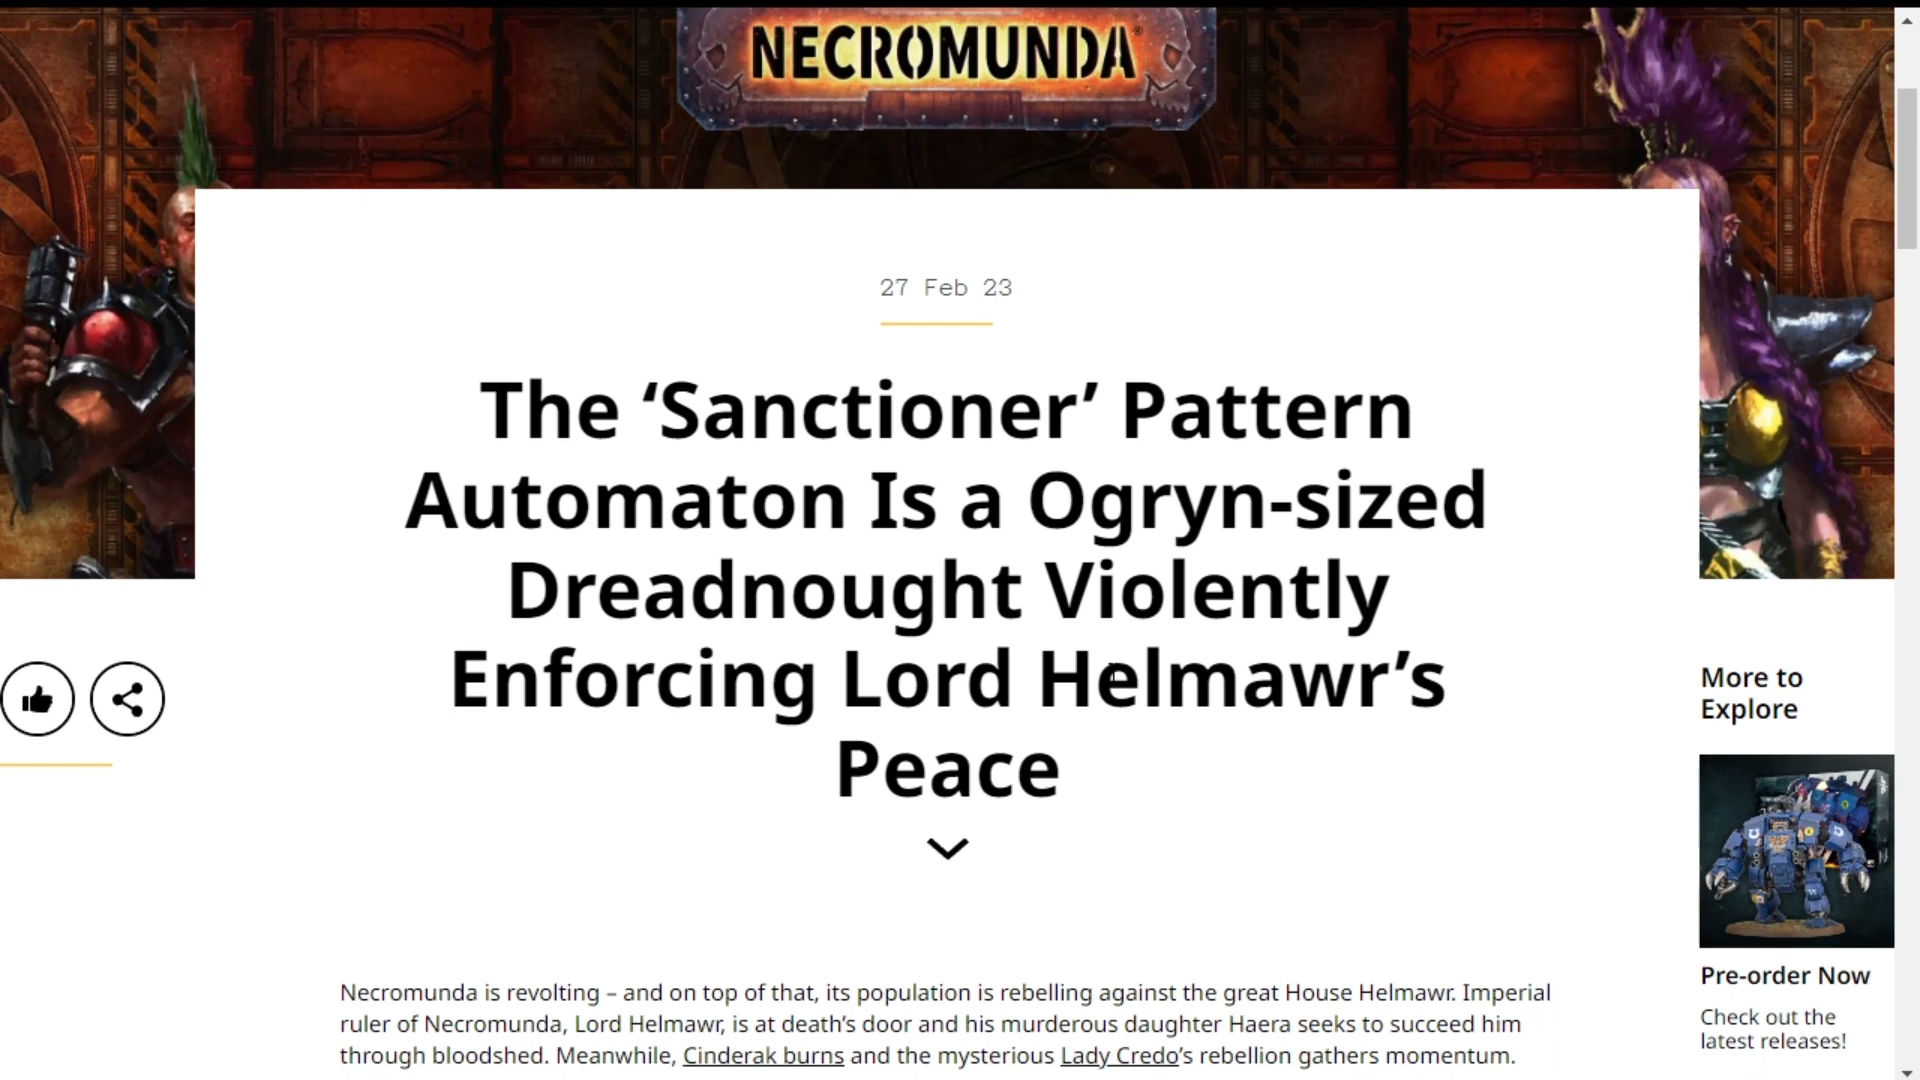 NECROMUNDA
27 Feb 23
The ‘Sanctioner’ Pattern
Automaton Is a Ogryn-sized
Dreadnought Violently
Enforcing Lord Helmawr’s
Peace
Necromunda is revolting – and on top of that, its population is rebelling against the great House Helmawr. Imperial
ruler of Necromunda, Lord Helmawr, is at death’s door and his murderous daughter Haera seeks to succeed him
through bloodshed. Meanwhile, Cinderak burns and the mysterious Lady Credo’s rebellion gathers momentum.
More to
Explore
Pre-order Now
Check out the
latest releases!